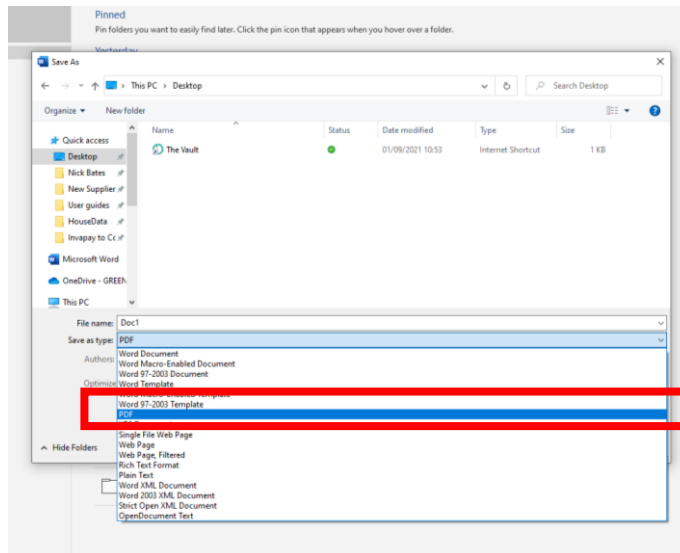 Pinned
Pin folders you want to easily find later. Click the pin icon that appears when you hover over a folder.
Yesterday
Save As
This PC > Desktop
Search Desktop
Organize
New folder
Name Status Date modified Type Size
Quick access
The Vault 01/09/2021 10:53 Internet Shortcut 1 KB
Desktop
Nick Bates
New Supplier
User guides
HouseData
Invapay to Cc
Microsoft Word
OneDrive - GREEN
This PC
File name: Doc1
Save as type: PDF
Authors:
Word Document
Word Macro-Enabled Document
Word 97-2003 Document
Optimize
Word Template
Word Macro-Enabled Template
Word 97-2003 Template
PDF
Single File Web Page
Hide Folders
Web Page
Web Page, Filtered
Rich Text Format
Plain Text
Word XML Document
Word 2003 XML Document
Strict Open XML Document
OpenDocument Text